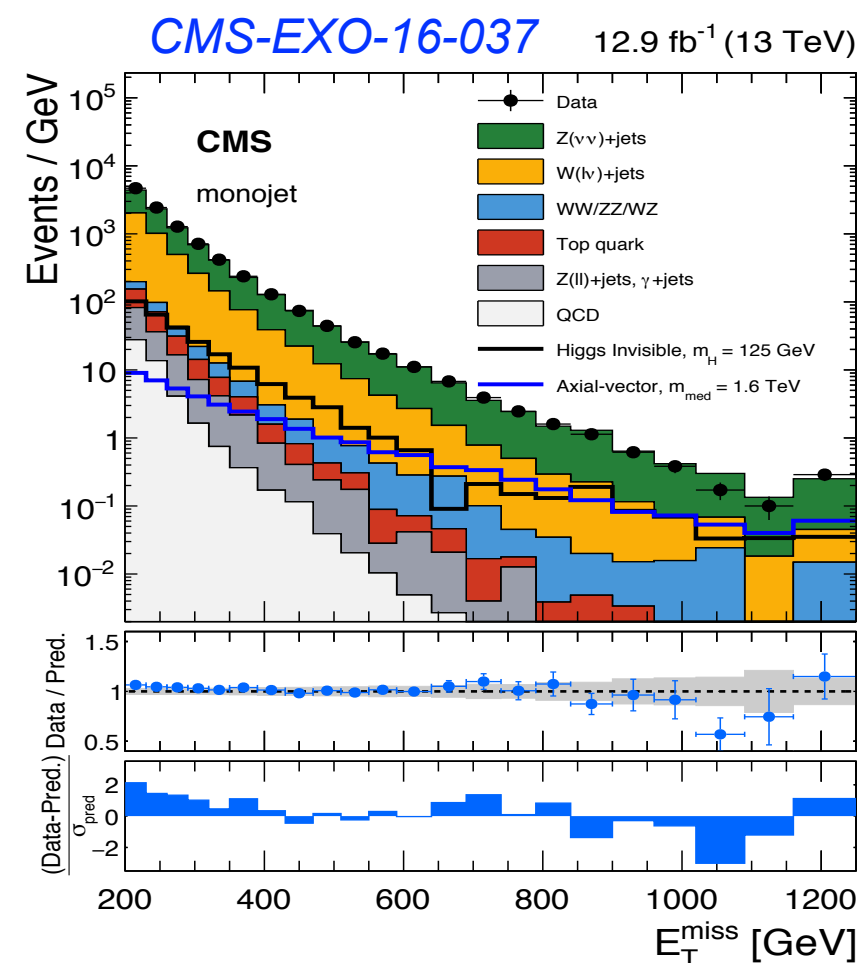 CMS-EXO-16-037 12.9 fb⁻¹ (13 TeV)
Events / GeV
10⁵
10⁴
10³
10²
10
1
10⁻¹
10⁻²
CMS
monojet
Data
Z(νν)+jets
W(lν)+jets
WW/ZZ/WZ
Top quark
Z(ll)+jets, γ+jets
QCD
Higgs Invisible, m_H = 125 GeV
Axial-vector, m_med = 1.6 TeV
Data / Pred.
1.5
1
0.5
(Data-Pred.)
σ_pred
2
0
−2
200 400 600 800 1000 1200
E_T^miss [GeV]